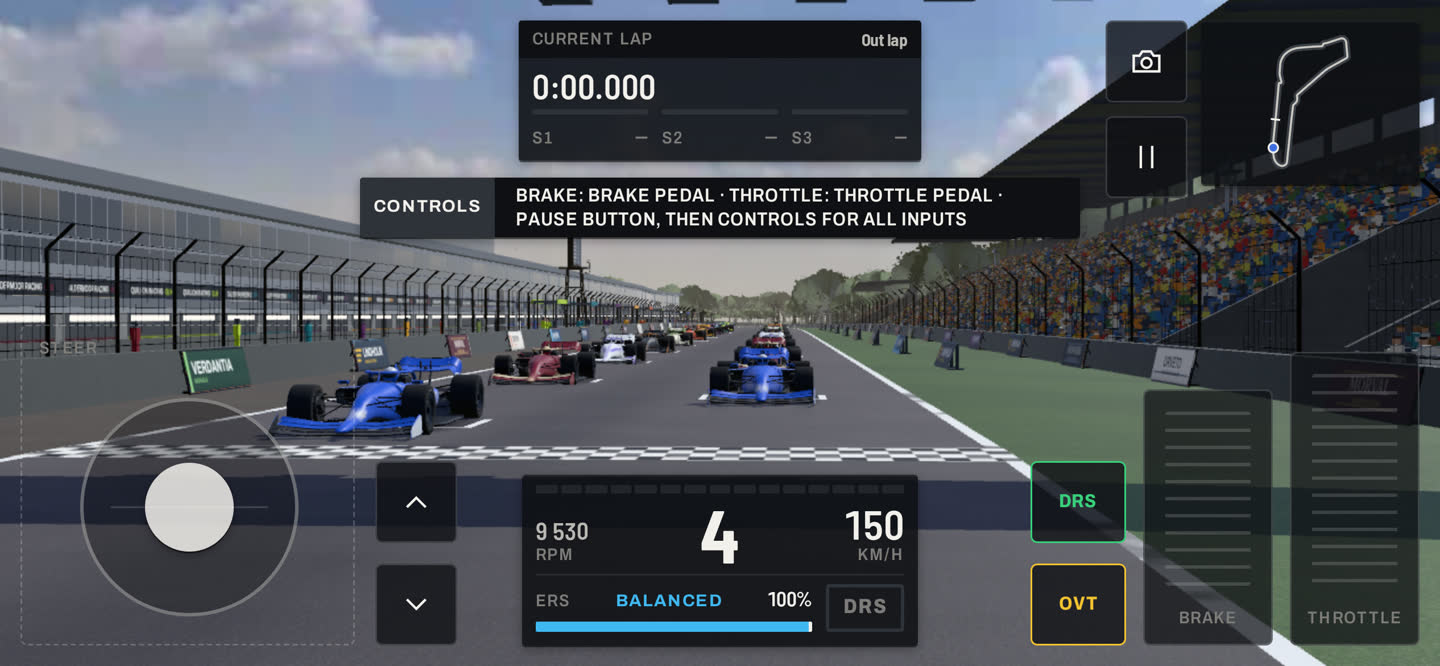 CURRENT LAP
Out lap
0:00.000
S1 –
S2 –
S3 –
CONTROLS
BRAKE: BRAKE PEDAL · THROTTLE: THROTTLE PEDAL ·
PAUSE BUTTON, THEN CONTROLS FOR ALL INPUTS
STEER
VERDANTIA
9 530
RPM
4
150
KM/H
ERS
BALANCED
100%
DRS
DRS
OVT
BRAKE
THROTTLE